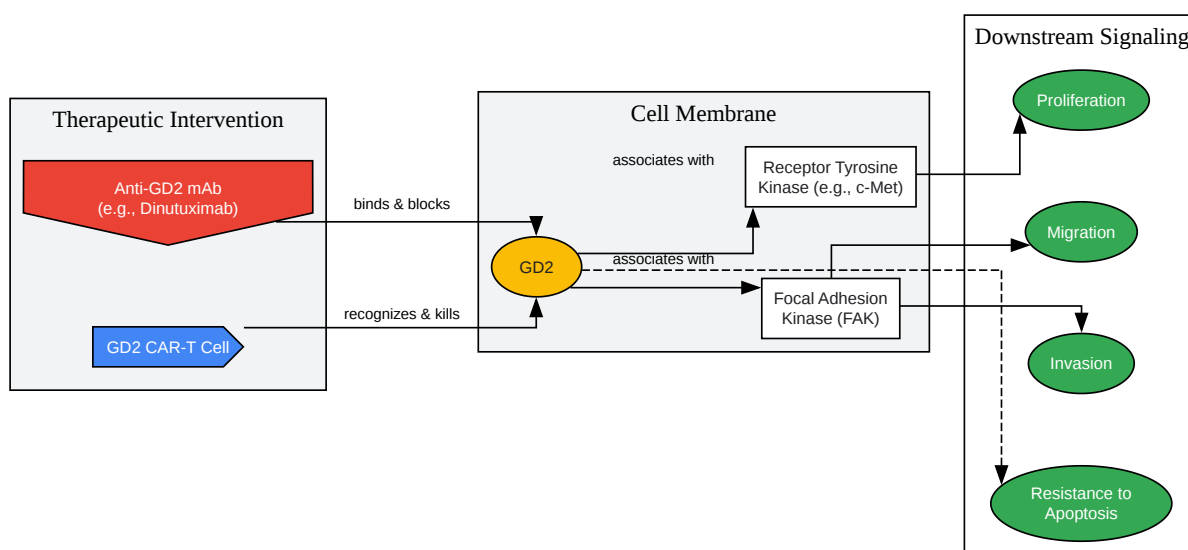 Downstream Signaling
Therapeutic Intervention
Cell Membrane
Anti-GD2 mAb
(e.g., Dinutuximab)
binds & blocks
GD2 CAR-T Cell
recognizes & kills
GD2
associates with
Receptor Tyrosine
Kinase (e.g., c-Met)
associates with
Focal Adhesion
Kinase (FAK)
Proliferation
Migration
Invasion
Resistance to
Apoptosis